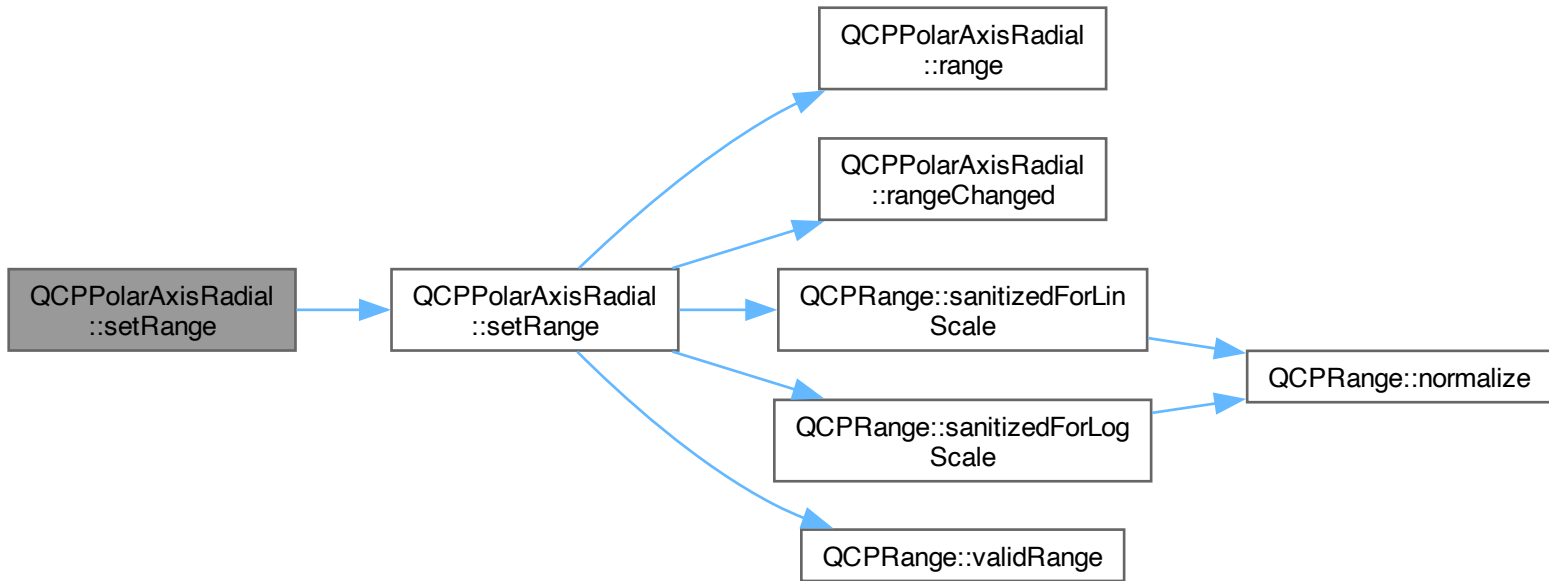 QCPPolarAxisRadial
::setRange
QCPPolarAxisRadial
::setRange
QCPPolarAxisRadial
::range
QCPPolarAxisRadial
::rangeChanged
QCPRange::sanitizedForLin
Scale
QCPRange::sanitizedForLog
Scale
QCPRange::validRange
QCPRange::normalize